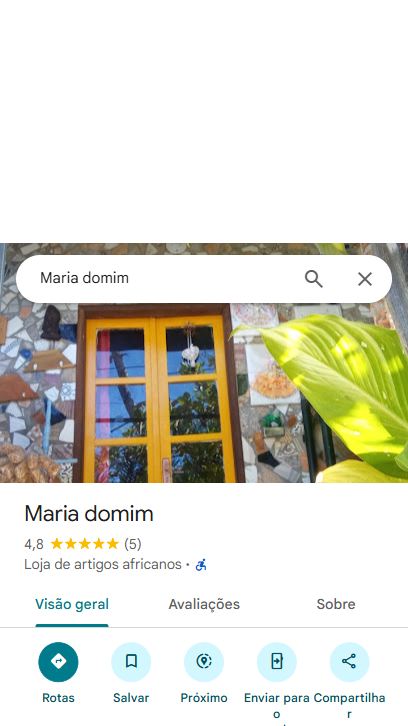 Maria domim
Maria domim
4,8 (5)
Loja de artigos africanos ·
Visão geral Avaliações Sobre
Rotas Salvar Próximo Enviar para o Compartilhar